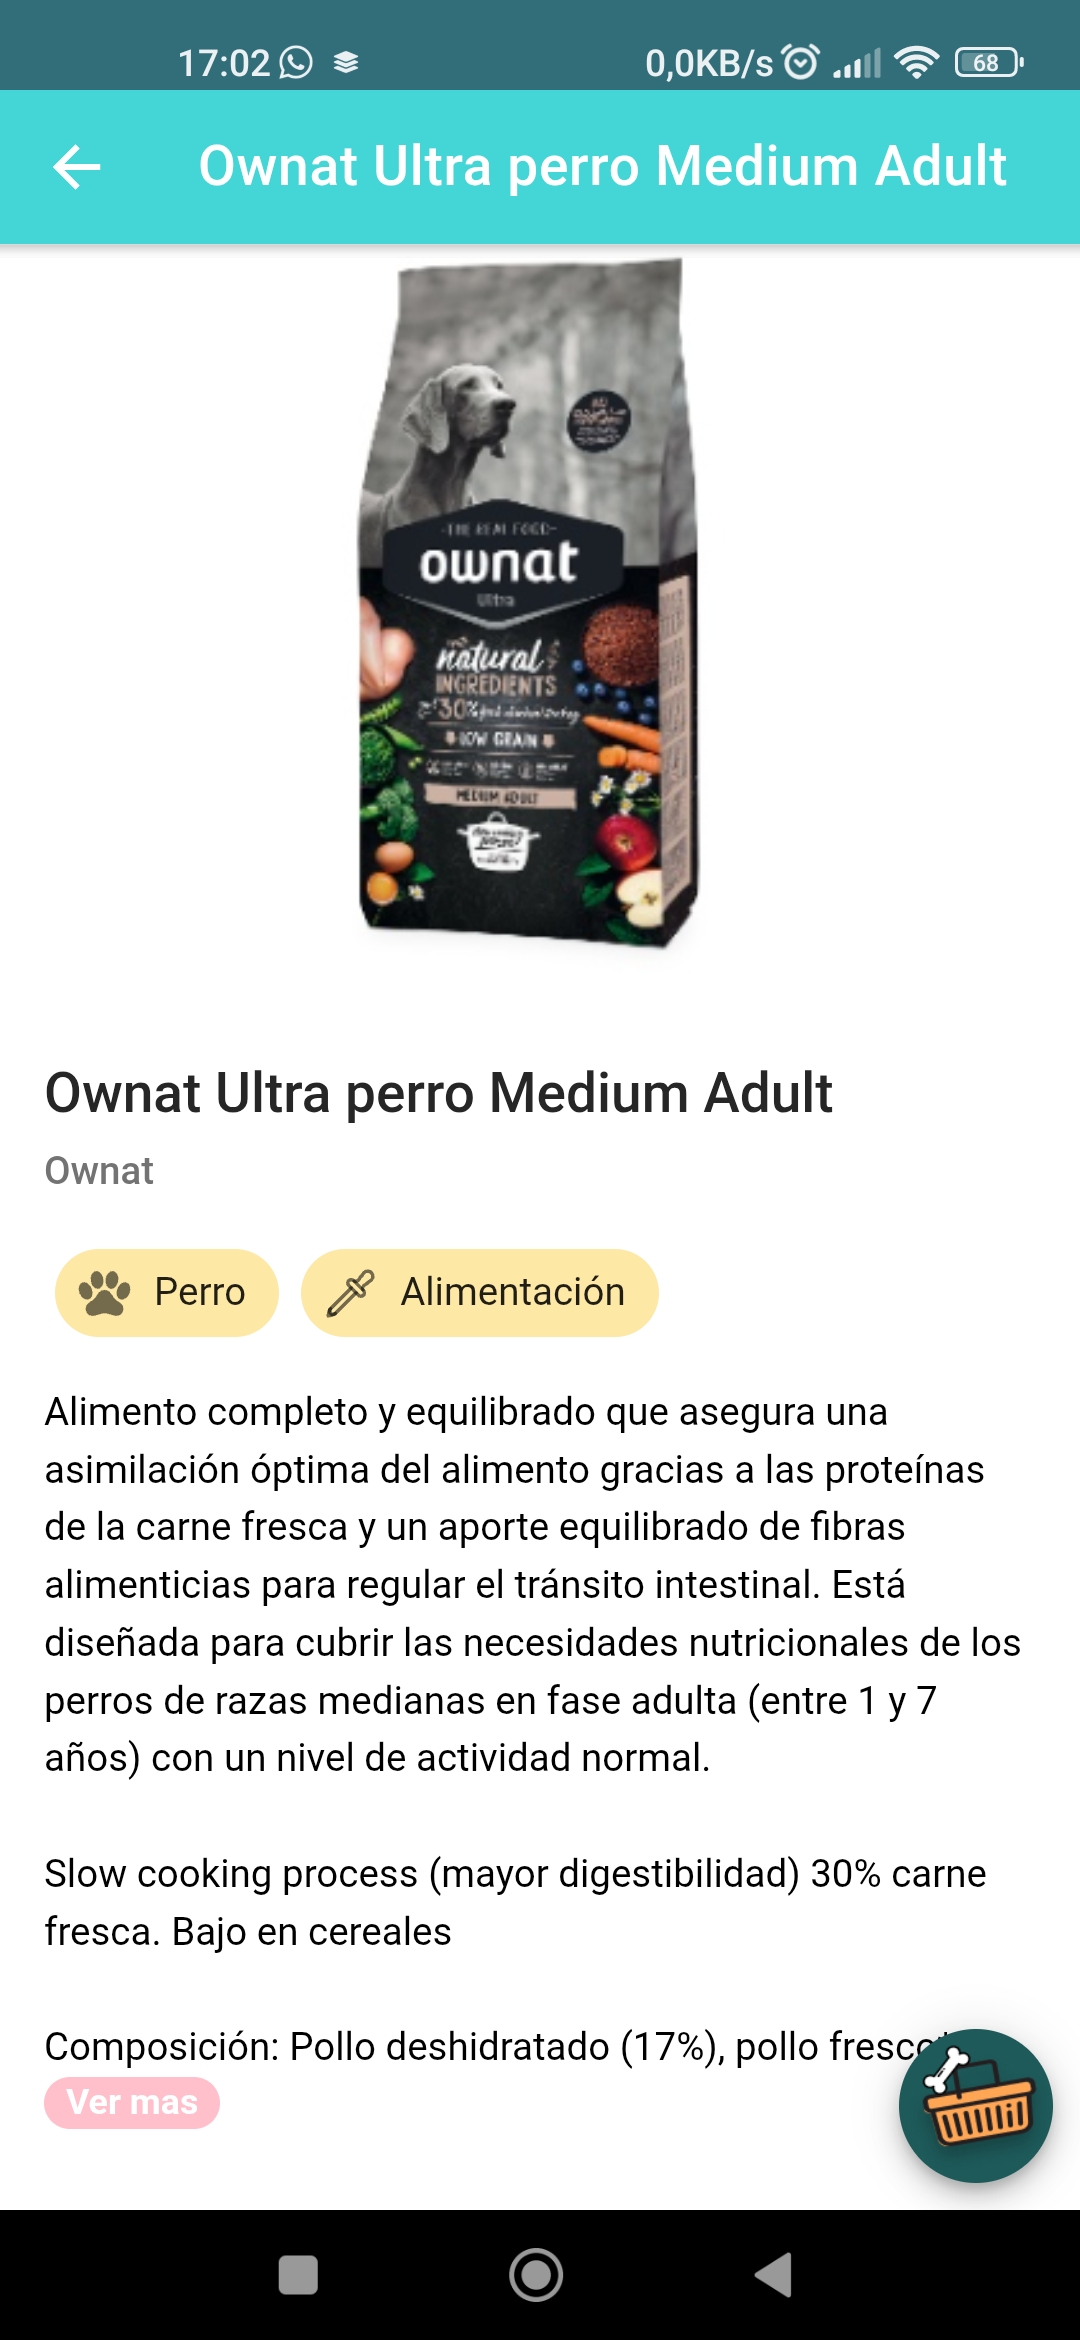 17:02
0,0KB/s
68
Ownat Ultra perro Medium Adult
-THE REAL FOOD-
ownat
Ultra
natural
INGREDIENTS
30%
LOW GRAIN
MEDIUM ADULT
Ownat Ultra perro Medium Adult
Ownat
Perro
Alimentación
Alimento completo y equilibrado que asegura una
asimilación óptima del alimento gracias a las proteínas
de la carne fresca y un aporte equilibrado de fibras
alimenticias para regular el tránsito intestinal. Está
diseñada para cubrir las necesidades nutricionales de los
perros de razas medianas en fase adulta (entre 1 y 7
años) con un nivel de actividad normal.
Slow cooking process (mayor digestibilidad) 30% carne
fresca. Bajo en cereales
Composición: Pollo deshidratado (17%), pollo fresco*
Ver mas